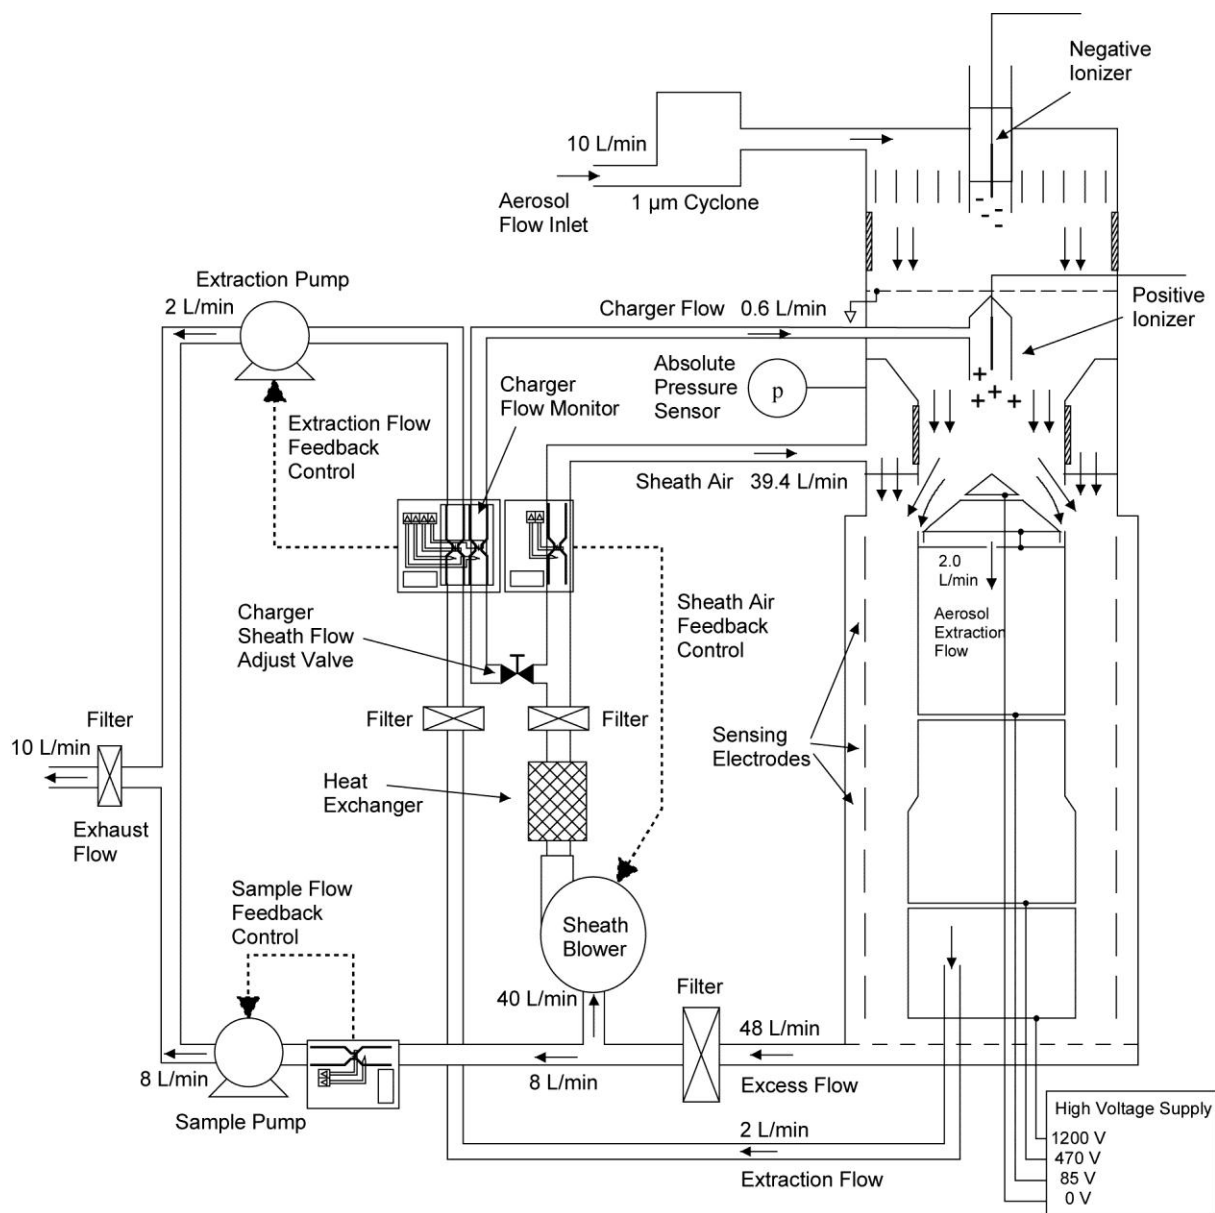 Negative
Ionizer
10 L/min
Aerosol
Flow Inlet
1 µm Cyclone
Extraction Pump
2 L/min
Charger Flow 0.6 L/min
Positive
Ionizer
Absolute
Pressure
Sensor
p
Charger
Flow Monitor
Extraction Flow
Feedback
Control
Sheath Air 39.4 L/min
2.0
L/min
Aerosol
Extraction
Flow
Charger
Sheath Flow
Adjust Valve
Sheath Air
Feedback
Control
Filter
Filter
Filter
10 L/min
Exhaust
Flow
Heat
Exchanger
Sensing
Electrodes
Sample Flow
Feedback
Control
Sheath
Blower
40 L/min
Filter
48 L/min
8 L/min
8 L/min
Excess Flow
Sample Pump
2 L/min
Extraction Flow
High Voltage Supply
1200 V
470 V
85 V
0 V